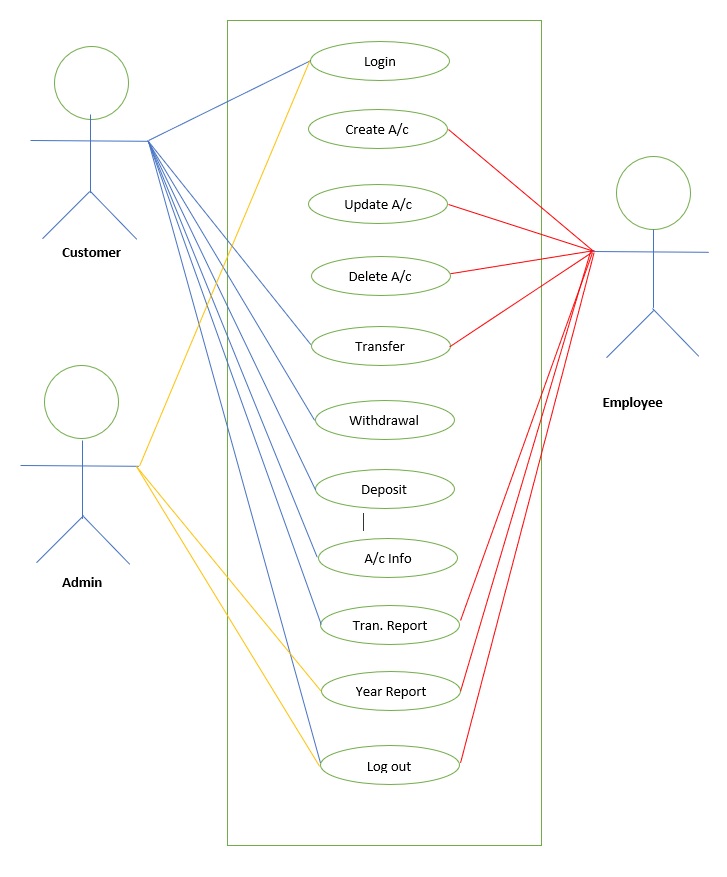 Login
Create A/c
Customer
Update A/c
Delete A/c
Transfer
Employee
Withdrawal
Deposit
A/c Info
Admin
Tran. Report
Year Report
Log out